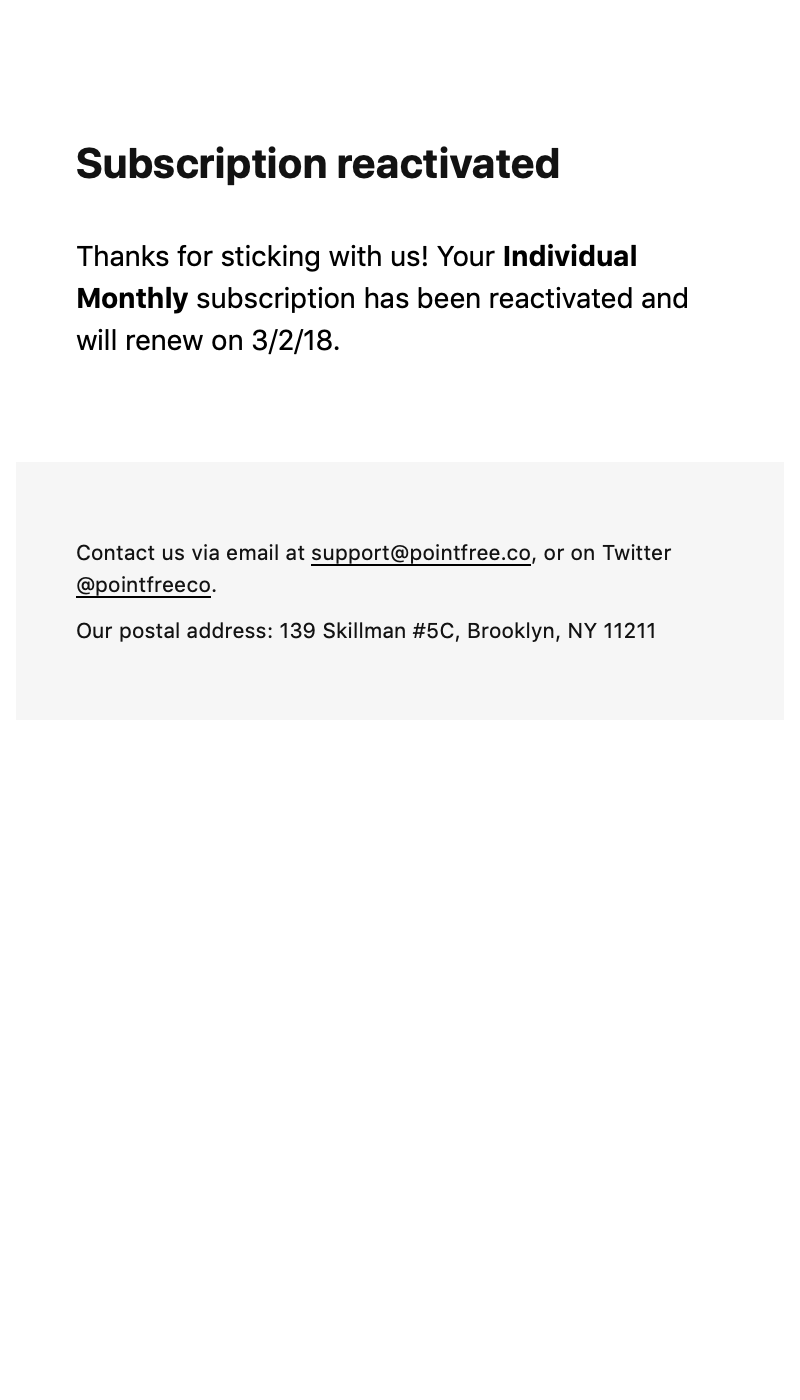 Subscription reactivated
Thanks for sticking with us! Your Individual
Monthly subscription has been reactivated and
will renew on 3/2/18.
Contact us via email at support@pointfree.co, or on Twitter
@pointfreeco.
Our postal address: 139 Skillman #5C, Brooklyn, NY 11211